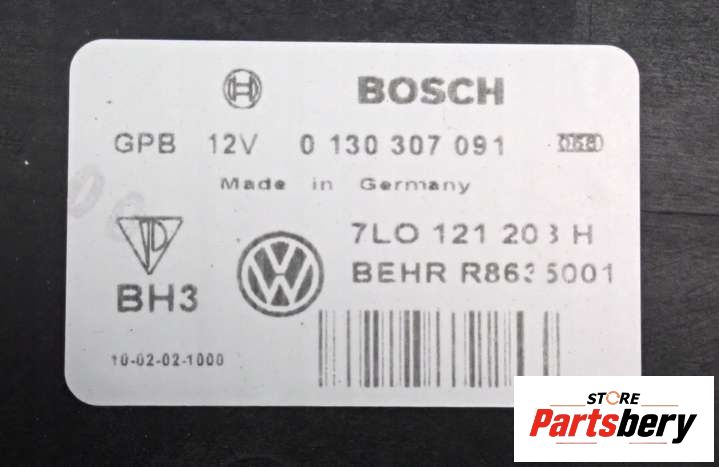 BOSCH
GPB 12V 0 130 307 091 068
Made in Germany
7LO 121 203 H
BEHR R8635001
BH3
10-02-02-1000
STORE
Partsbery